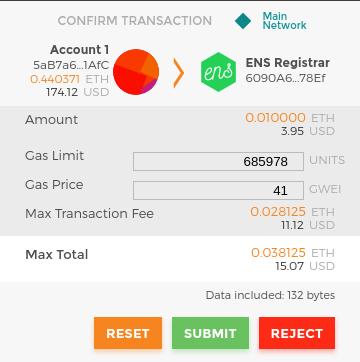 CONFIRM TRANSACTION
Main
Network
Account 1
5aB7a6...1AfC
0.440371 ETH
174.12 USD
ens
ENS Registrar
6090A6...78Ef
Amount
0.010000 ETH
3.95 USD
Gas Limit
685978 UNITS
Gas Price
41 GWEI
Max Transaction Fee
0.028125 ETH
11.12 USD
Max Total
0.038125 ETH
15.07 USD
Data included: 132 bytes
RESET SUBMIT REJECT